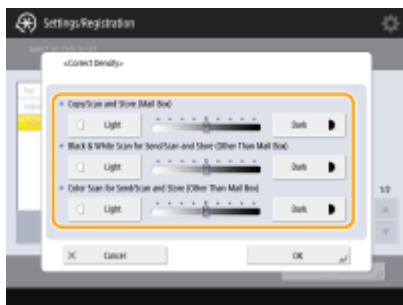 Settings/Registration
<Correct Density>
Copy/Scan and Store (Mail Box)
Light
Dark
Black & White Scan for Send/Scan and Store (Other Than Mail Box)
Light
Dark
Color Scan for Send/Scan and Store (Other Than Mail Box)
Light
Dark
1/2
Cancel
OK